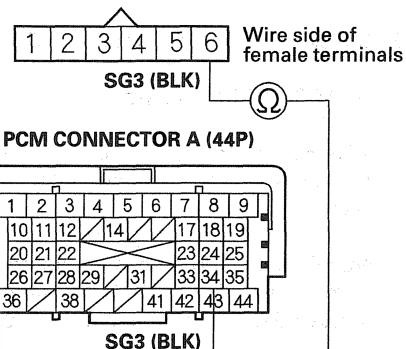 1 2 3 4 5 6
Wire side of
female terminals
SG3 (BLK)
Ω
PCM CONNECTOR A (44P)
1 2 3 4 5 6 7 8 9
10 11 12 14 17 18 19
20 21 22 23 24 25
26 27 28 29 31 33 34 35
36 38 41 42 43 44
SG3 (BLK)